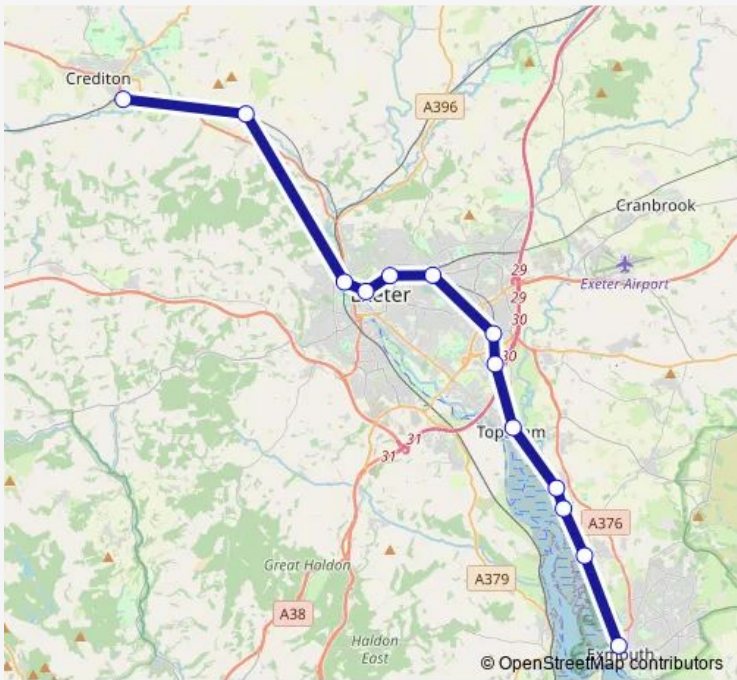 Crediton
A396
Cranbrook
29
Exeter Airport
Exeter
29
30
30
Topsham
31
31
A376
Great Haldon
A379
A38
Haldon
East
Exmouth
© OpenStreetMap contributors